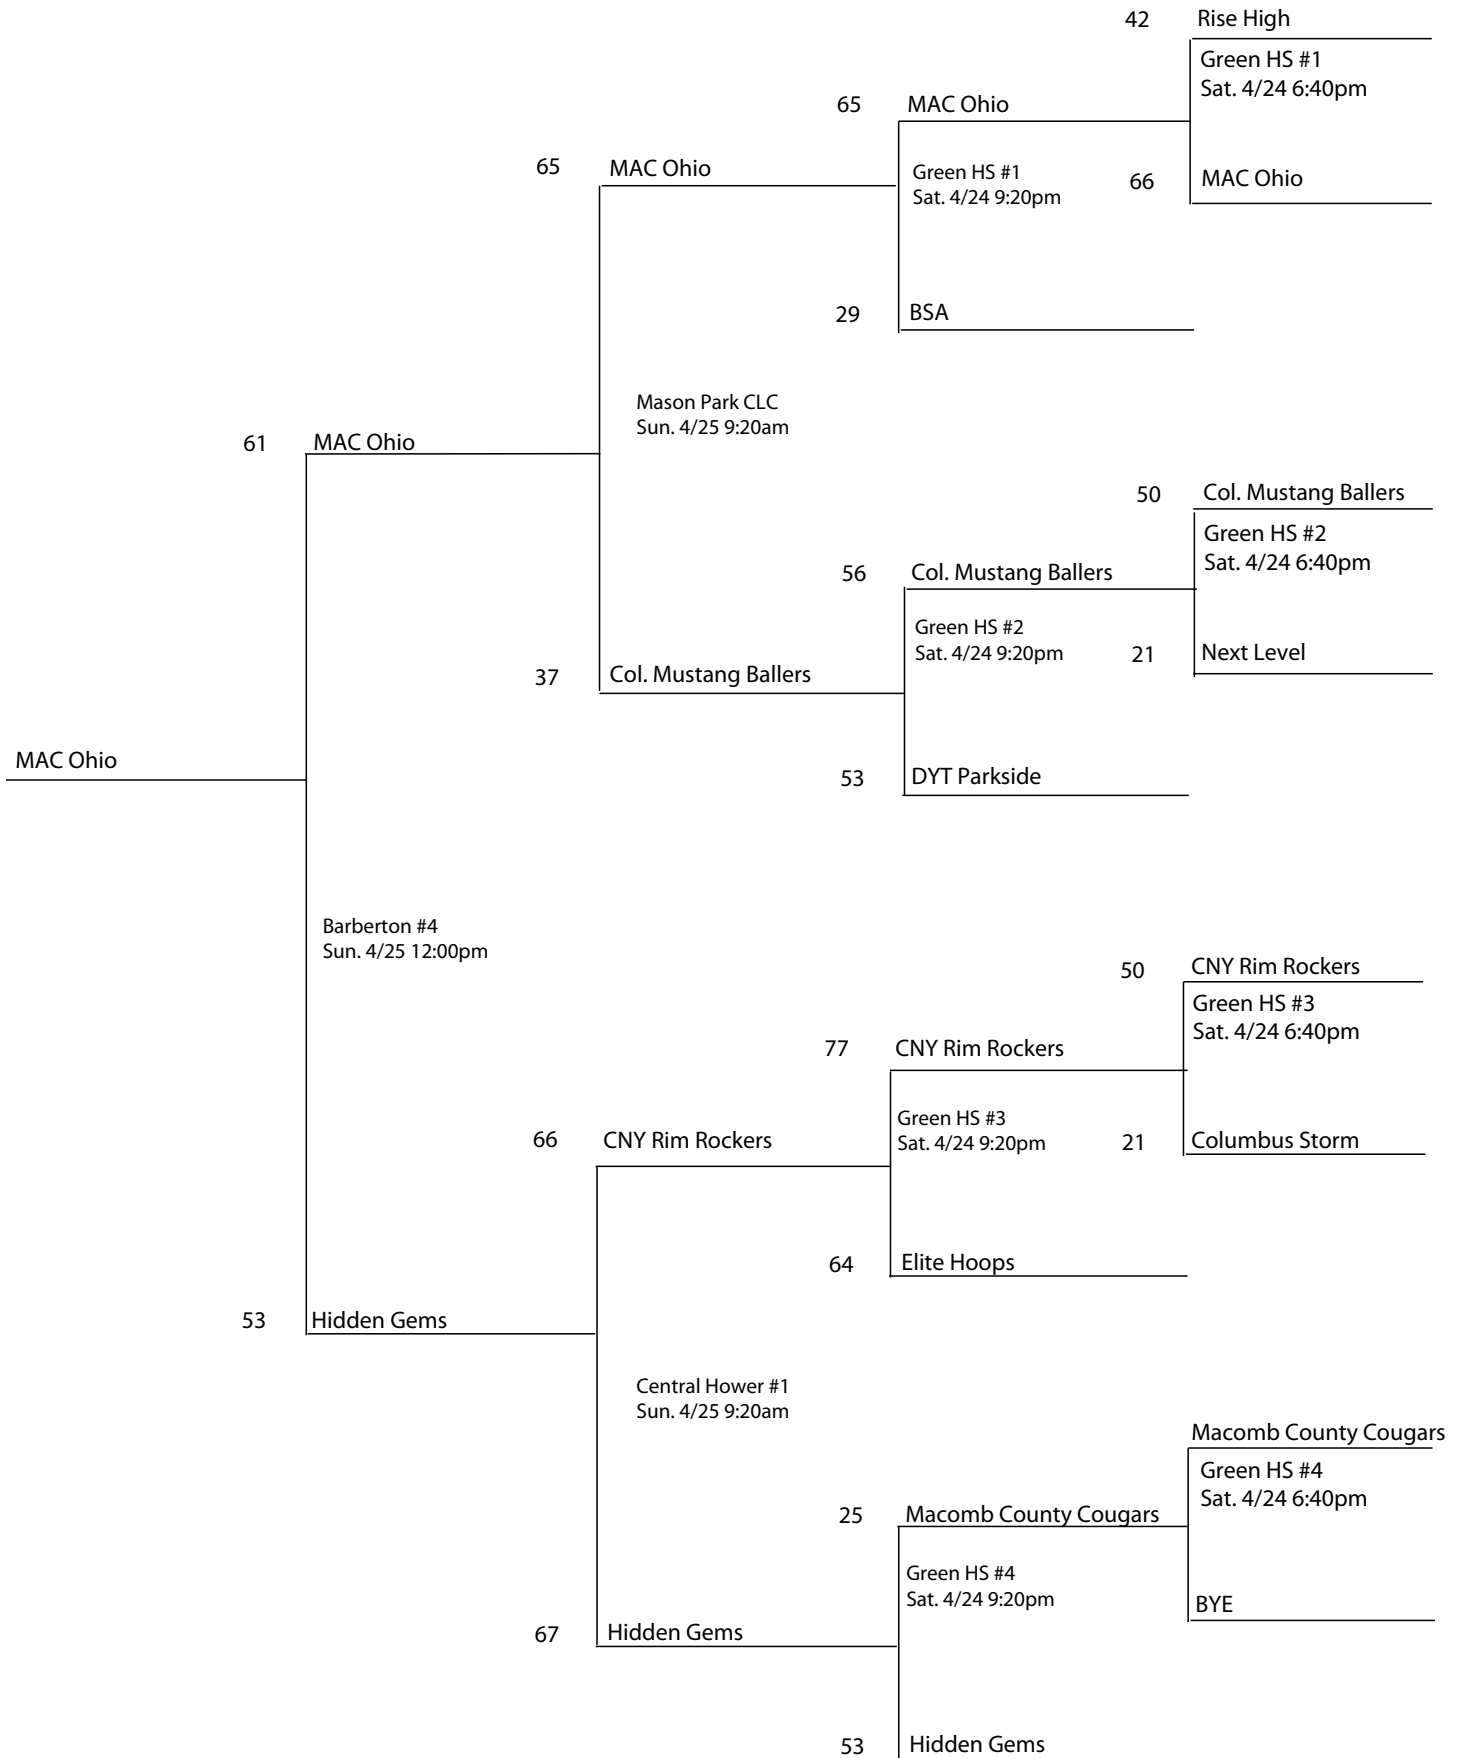 42 Rise High
Green HS #1
Sat. 4/24 6:40pm
65 MAC Ohio
65 MAC Ohio
Green HS #1
Sat. 4/24 9:20pm
66 MAC Ohio
29 BSA
Mason Park CLC
Sun. 4/25 9:20am
61 MAC Ohio
50 Col. Mustang Ballers
Green HS #2
Sat. 4/24 6:40pm
56 Col. Mustang Ballers
Green HS #2
Sat. 4/24 9:20pm
21 Next Level
37 Col. Mustang Ballers
MAC Ohio
53 DYT Parkside
Barberton #4
Sun. 4/25 12:00pm
50 CNY Rim Rockers
Green HS #3
Sat. 4/24 6:40pm
77 CNY Rim Rockers
Green HS #3
Sat. 4/24 9:20pm
66 CNY Rim Rockers
21 Columbus Storm
64 Elite Hoops
53 Hidden Gems
Central Hower #1
Sun. 4/25 9:20am
Macomb County Cougars
Green HS #4
Sat. 4/24 6:40pm
25 Macomb County Cougars
Green HS #4
Sat. 4/24 9:20pm
BYE
67 Hidden Gems
53 Hidden Gems